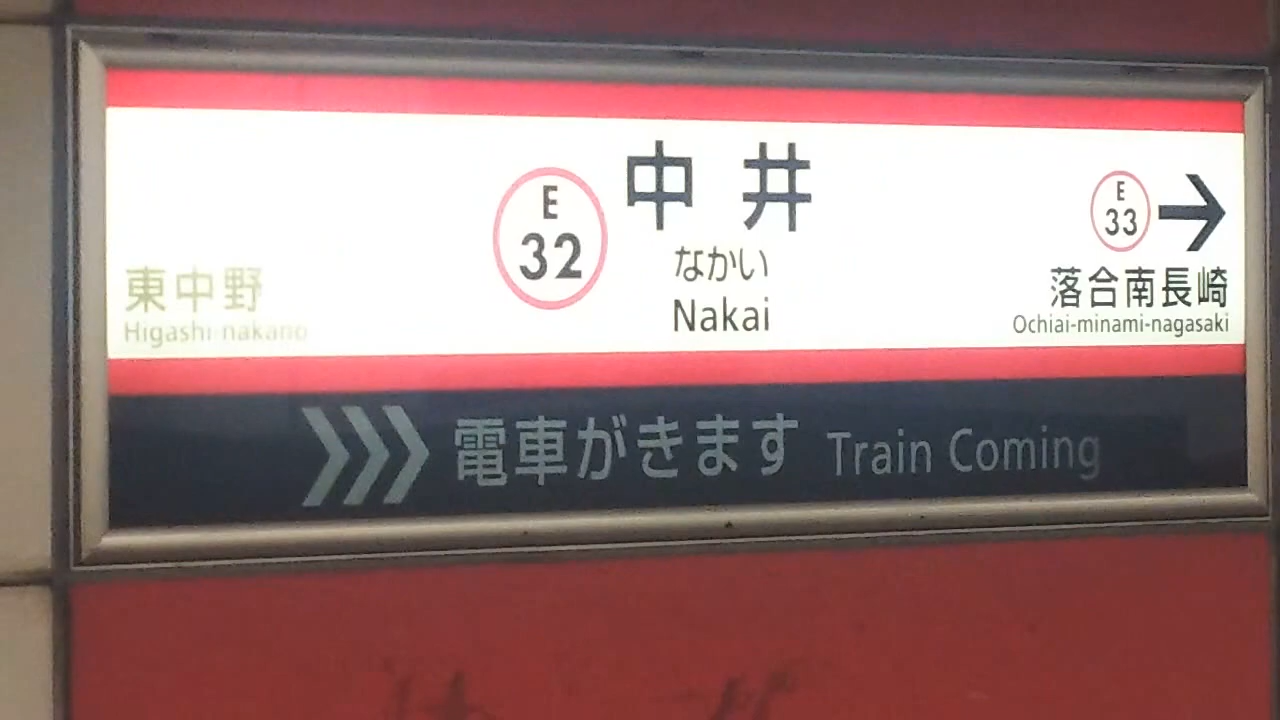 E
32
中井
なかい
Nakai
東中野
Higashi-nakano
E
33
落合南長崎
Ochiai-minami-nagasaki
電車がきます Train Coming